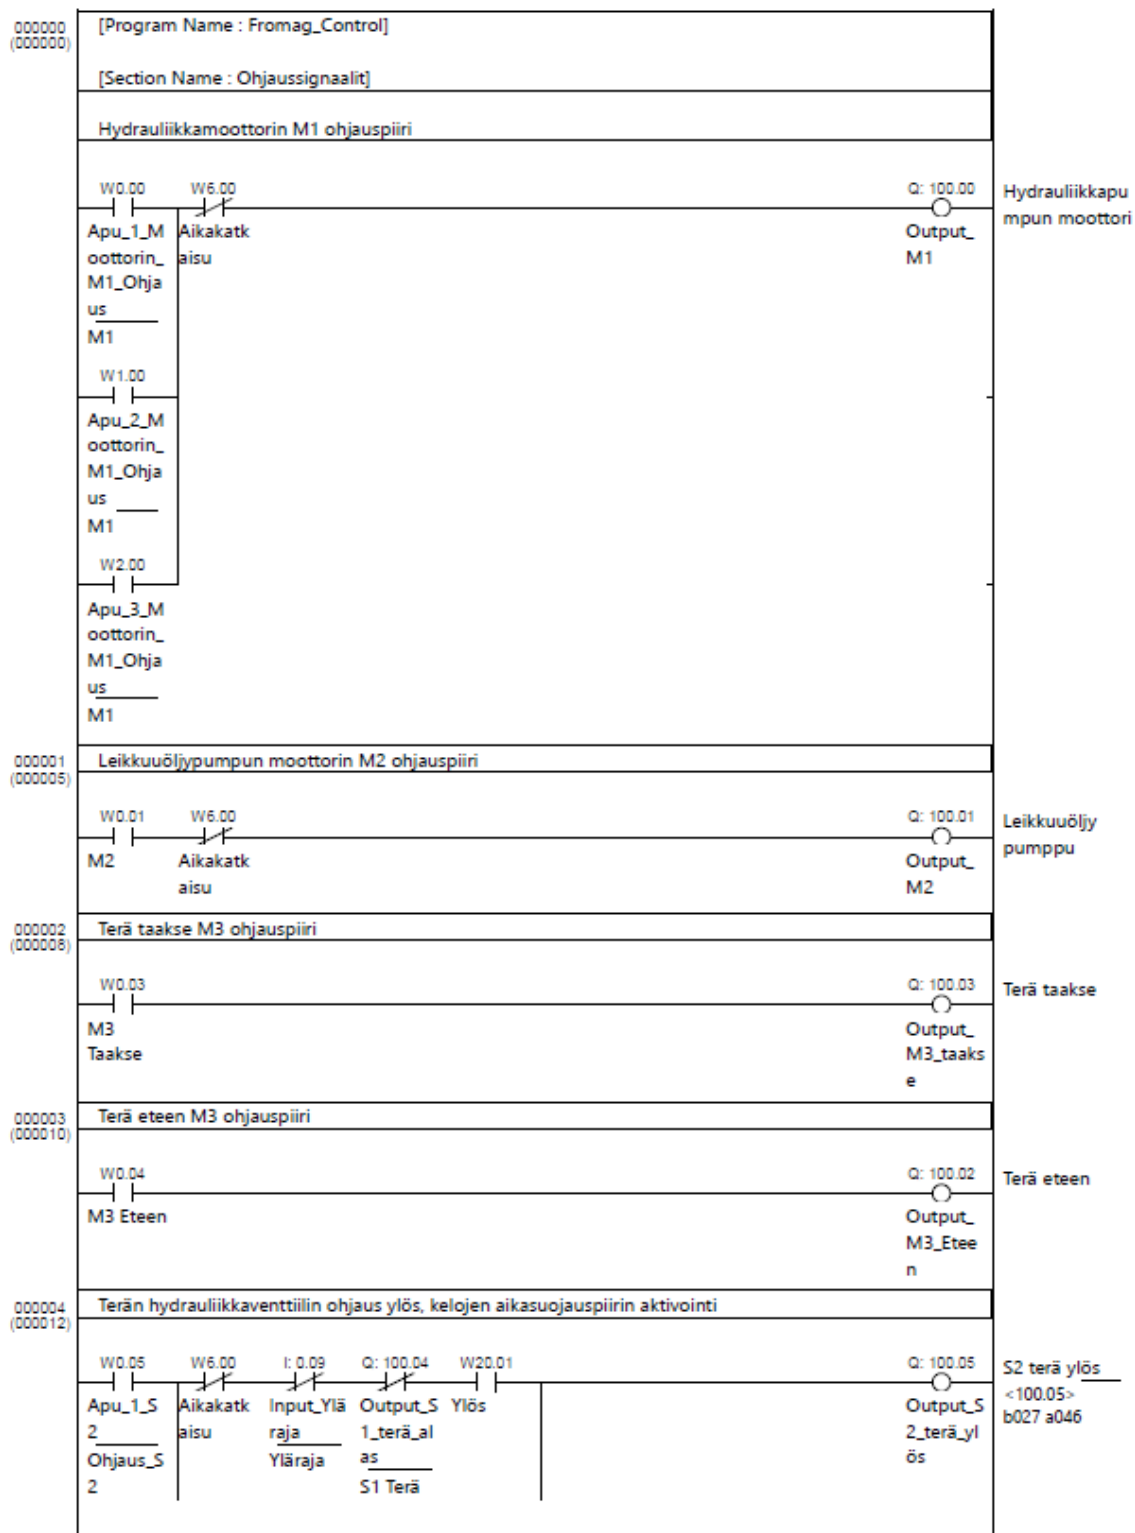 000000
(000000)
[Program Name : Fromag_Control]
[Section Name : Ohjaussignaalit]
Hydrauliikkamoottorin M1 ohjauspiiri
W0.00 W6.00 Q: 100.00
Apu_1_M
oottorin_
M1_Ohja
us
M1
Aikakatk
aisu
Output_
M1
Hydrauliikkapu
mpun moottori
W1.00
Apu_2_M
oottorin_
M1_Ohja
us
M1
W2.00
Apu_3_M
oottorin_
M1_Ohja
us
M1
000001
(000005)
Leikkuuöljypumpun moottorin M2 ohjauspiiri
W0.01 W6.00 Q: 100.01
M2
Aikakatk
aisu
Output_
M2
Leikkuuöljy
pumppu
000002
(000008)
Terä taakse M3 ohjauspiiri
W0.03 Q: 100.03
M3
Taakse
Output_
M3_taaks
e
Terä taakse
000003
(000010)
Terä eteen M3 ohjauspiiri
W0.04 Q: 100.02
M3 Eteen
Output_
M3_Etee
n
Terä eteen
000004
(000012)
Terän hydrauliikkaventtiilin ohjaus ylös, kelojen aikasuojauspiirin aktivointi
W0.05 W6.00 I: 0.09 Q: 100.04 W20.01 Q: 100.05
Apu_1_S
2
Ohjaus_S
2
Aikakatk
aisu
Input_Ylä
raja
Yläraja
Output_S
1_terä_al
as
S1 Terä
Ylös
Output_S
2_terä_yl
ös
S2 terä ylös
<100.05>
b027 a046